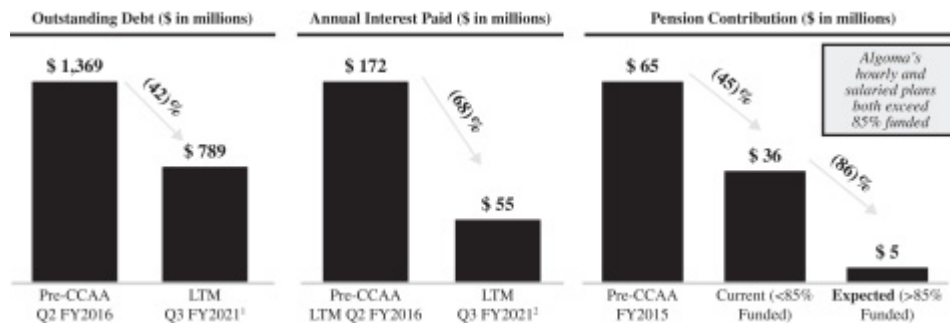 Outstanding Debt ($ in millions)
$ 1,369
(42)%
$ 789
Pre-CCAA
Q2 FY2016
LTM
Q3 FY2021¹
Annual Interest Paid ($ in millions)
$ 172
(68)%
$ 55
Pre-CCAA
LTM Q2 FY2016
LTM
Q3 FY2021²
Pension Contribution ($ in millions)
$ 65
(45)%
$ 36
(86)%
$ 5
Algoma's
hourly and
salaried plans
both exceed
85% funded
Pre-CCAA
FY2015
Current (<85%
Funded)
Expected (>85%
Funded)